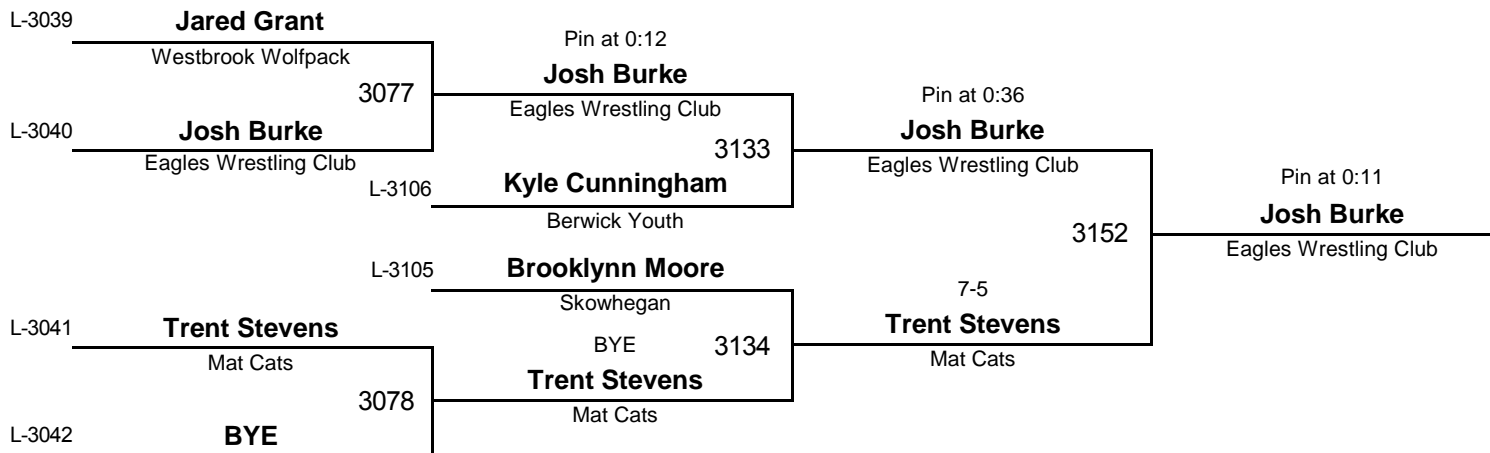 L-3039
Jared Grant
Westbrook Wolfpack
3077
L-3040
Josh Burke
Eagles Wrestling Club
Pin at 0:12
Josh Burke
Eagles Wrestling Club
3133
L-3106
Kyle Cunningham
Berwick Youth
Pin at 0:36
Josh Burke
Eagles Wrestling Club
3152
Pin at 0:11
Josh Burke
Eagles Wrestling Club
L-3105
Brooklynn Moore
Skowhegan
L-3041
Trent Stevens
Mat Cats
3078
L-3042
BYE
BYE
3134
Trent Stevens
Mat Cats
7-5
Trent Stevens
Mat Cats